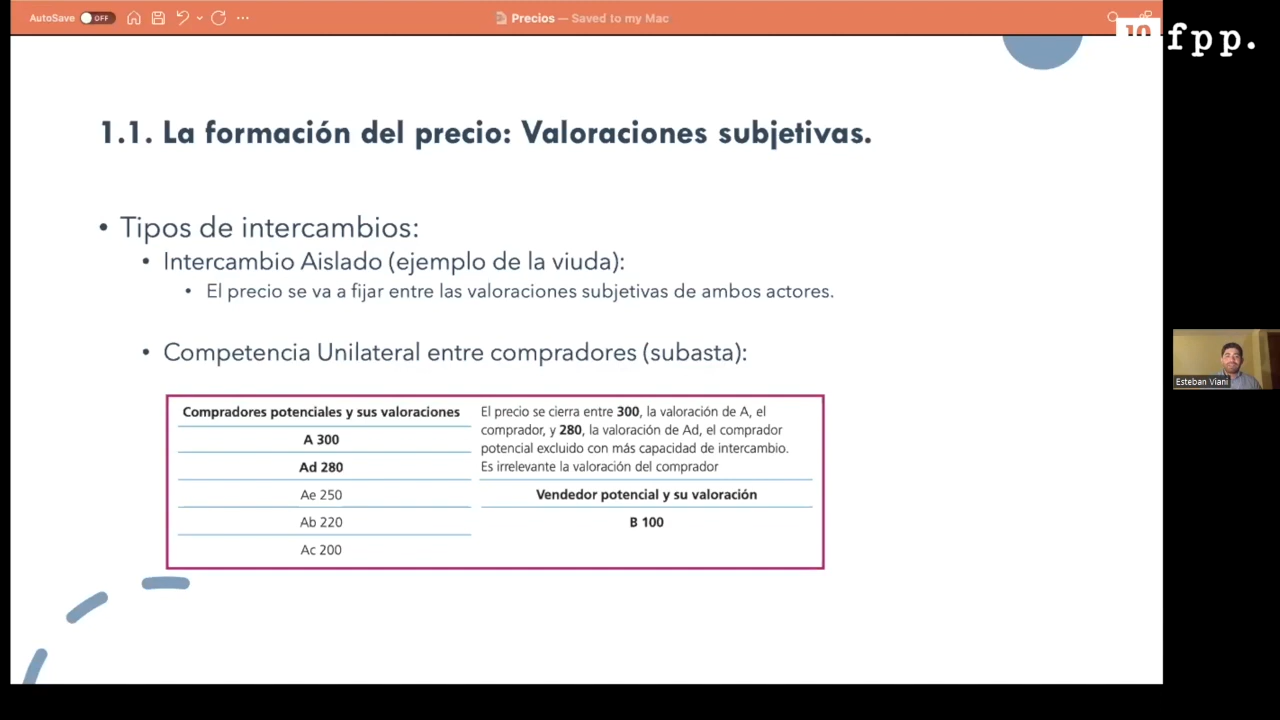 AutoSave OFF
Precios — Saved to my Mac
fpp.
1.1. La formación del precio: Valoraciones subjetivas.
• Tipos de intercambios:
• Intercambio Aislado (ejemplo de la viuda):
• El precio se va a fijar entre las valoraciones subjetivas de ambos actores.
• Competencia Unilateral entre compradores (subasta):
Compradores potenciales y sus valoraciones
A 300
Ad 280
Ae 250
Ab 220
Ac 200
El precio se cierra entre 300, la valoración de A, el
comprador, y 280, la valoración de Ad, el comprador
potencial excluido con más capacidad de intercambio.
Es irrelevante la valoración del comprador
Vendedor potencial y su valoración
B 100
Esteban Viani